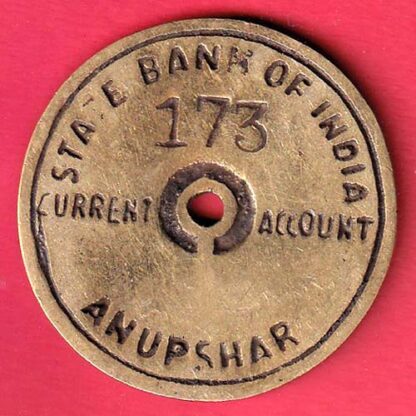 STATE BANK OF INDIA
173
CURRENT ACCOUNT
ANUPSHAR